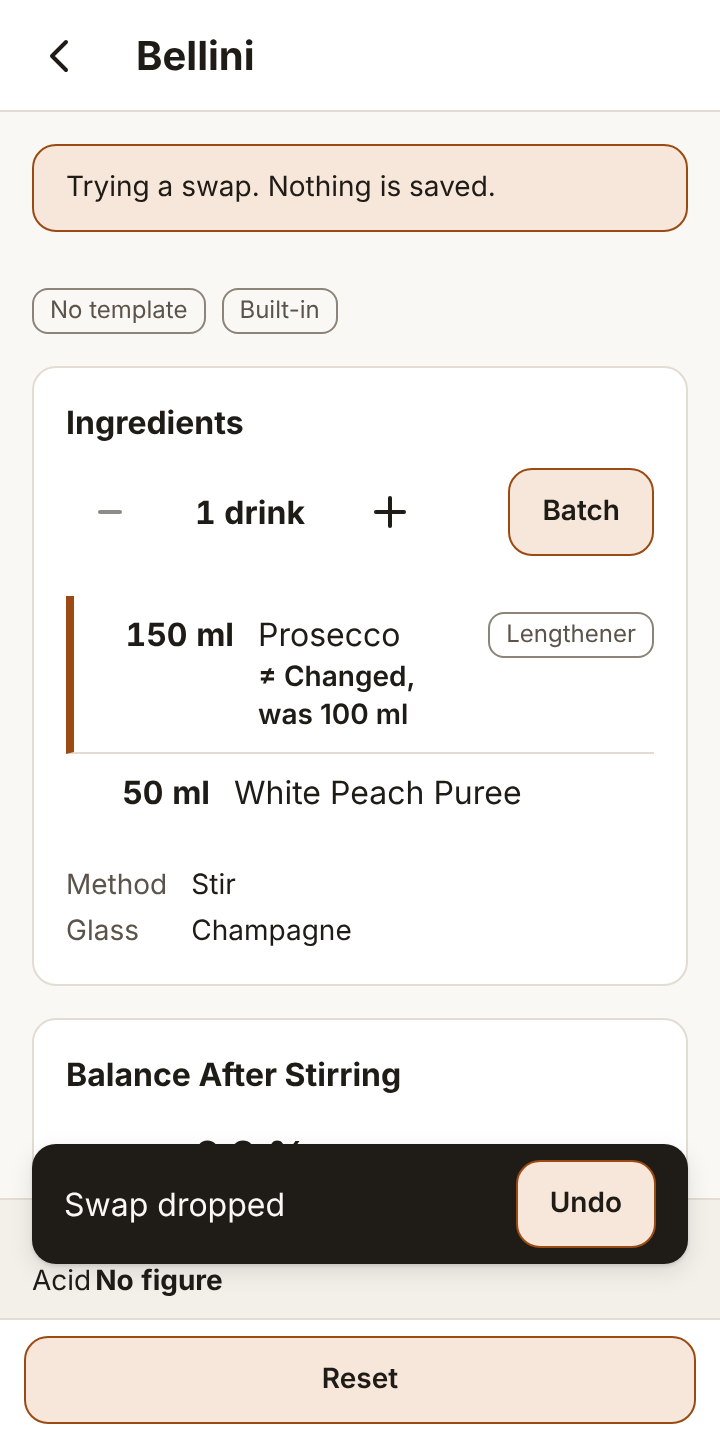 Bellini
Trying a swap. Nothing is saved.
No template
Built-in
Ingredients
1 drink
Batch
150 ml Prosecco
Lengthener
≠ Changed,
was 100 ml
50 ml White Peach Puree
Method Stir
Glass Champagne
Balance After Stirring
Swap dropped
Undo
Acid No figure
Reset